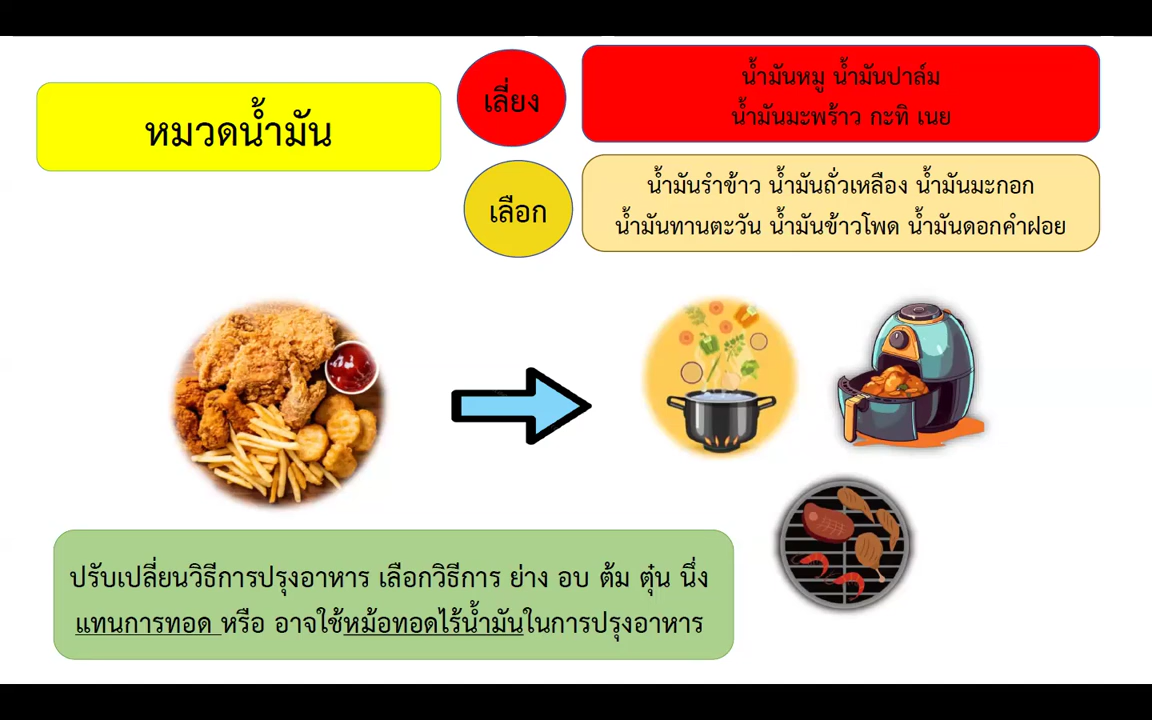 หมวดน้ำมัน
เลี่ยง
น้ำมันหมู น้ำมันปาล์ม
น้ำมันมะพร้าว กะทิ เนย
เลือก
น้ำมันรำข้าว น้ำมันถั่วเหลือง น้ำมันมะกอก
น้ำมันทานตะวัน น้ำมันข้าวโพด น้ำมันดอกคำฝอย
ปรับเปลี่ยนวิธีการปรุงอาหาร เลือกวิธีการ ย่าง อบ ต้ม ตุ๋น นึ่ง
แทนการทอด หรือ อาจใช้หม้อทอดไร้น้ำมันในการปรุงอาหาร